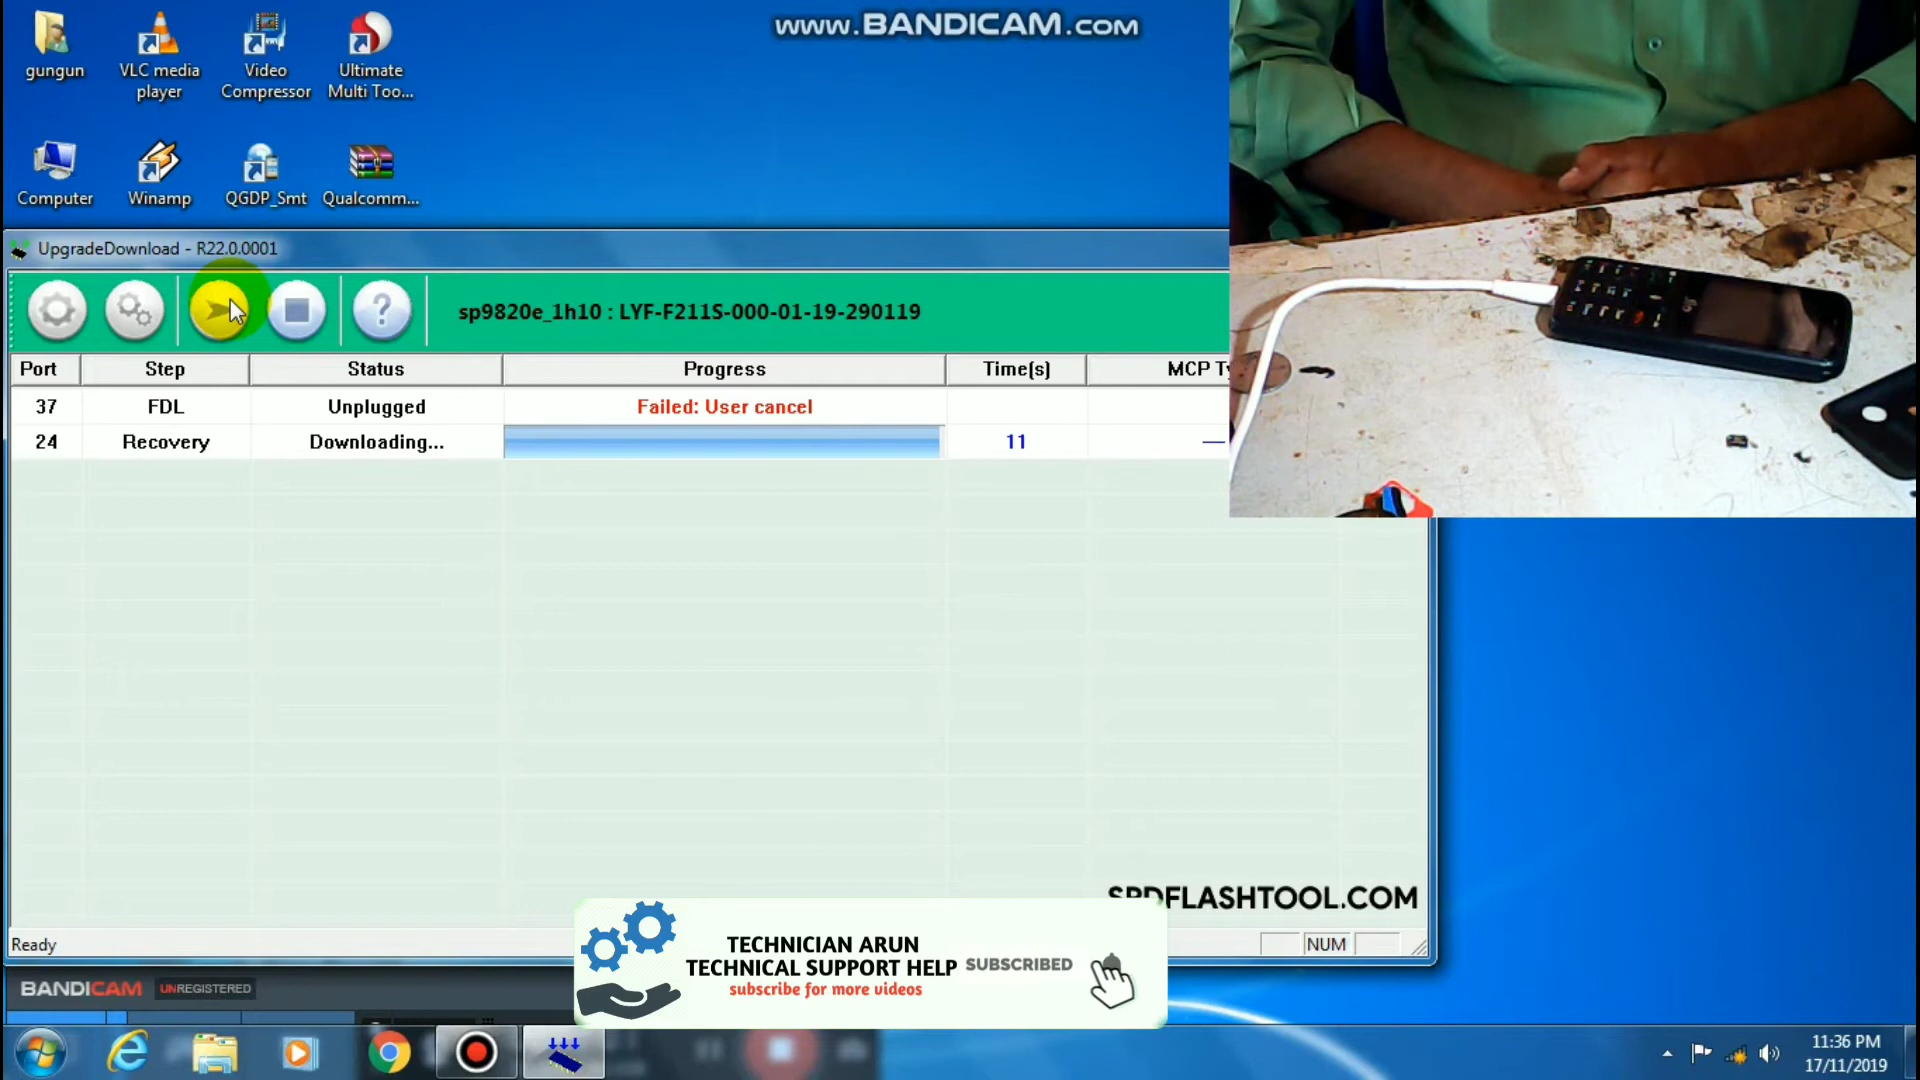 www.BANDICAM.com
gungun
VLC media player
Video Compressor
Ultimate Multi Too...
Computer
Winamp
QGDP_Smt
Qualcomm...
UpgradeDownload - R22.0.0001
sp9820e_1h10 : LYF-F211S-000-01-19-290119
Port Step Status Progress Time(s) MCP Ty
37 FDL Unplugged Failed: User cancel
24 Recovery Downloading... 11 —
SPDFLASHTOOL.COM
Ready
NUM
BANDICAM UNREGISTERED
TECHNICIAN ARUN
TECHNICAL SUPPORT HELP
subscribe for more videos
SUBSCRIBED
11:36 PM
17/11/2019